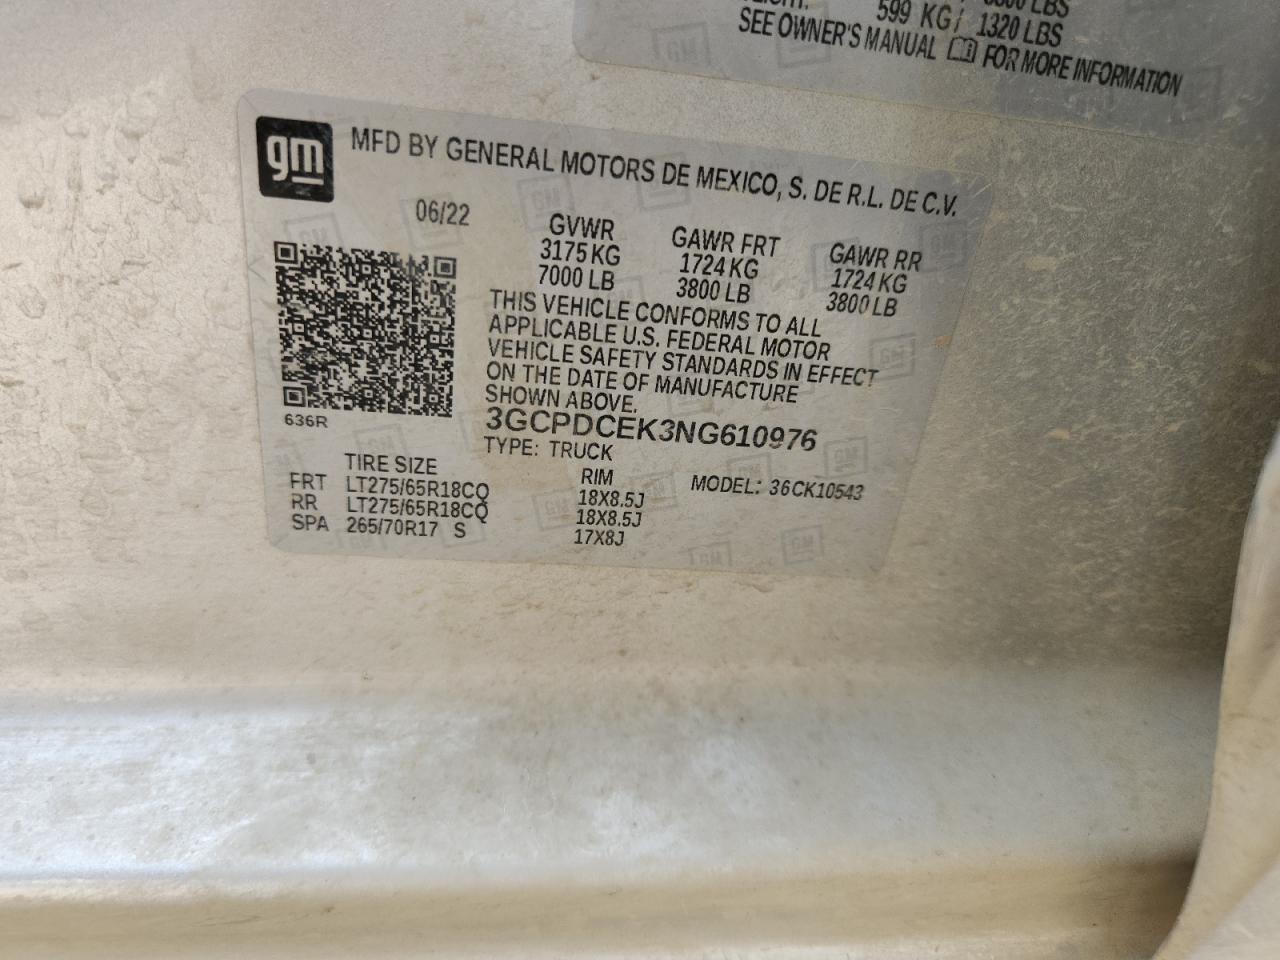 LBS
599 KG/ 1320 LBS
SEE OWNER'S MANUAL FOR MORE INFORMATION
gm
MFD BY GENERAL MOTORS DE MEXICO, S. DE R.L. DE C.V.
06/22
GVWR GAWR FRT GAWR RR
3175 KG 1724 KG 1724 KG
7000 LB 3800 LB 3800 LB
THIS VEHICLE CONFORMS TO ALL
APPLICABLE U.S. FEDERAL MOTOR
VEHICLE SAFETY STANDARDS IN EFFECT
ON THE DATE OF MANUFACTURE
SHOWN ABOVE.
636R
3GCPDCEK3NG610976
TYPE: TRUCK
TIRE SIZE RIM MODEL: 36CK10543
FRT LT275/65R18CQ 18X8.5J
RR LT275/65R18CQ 18X8.5J
SPA 265/70R17 S 17X8J